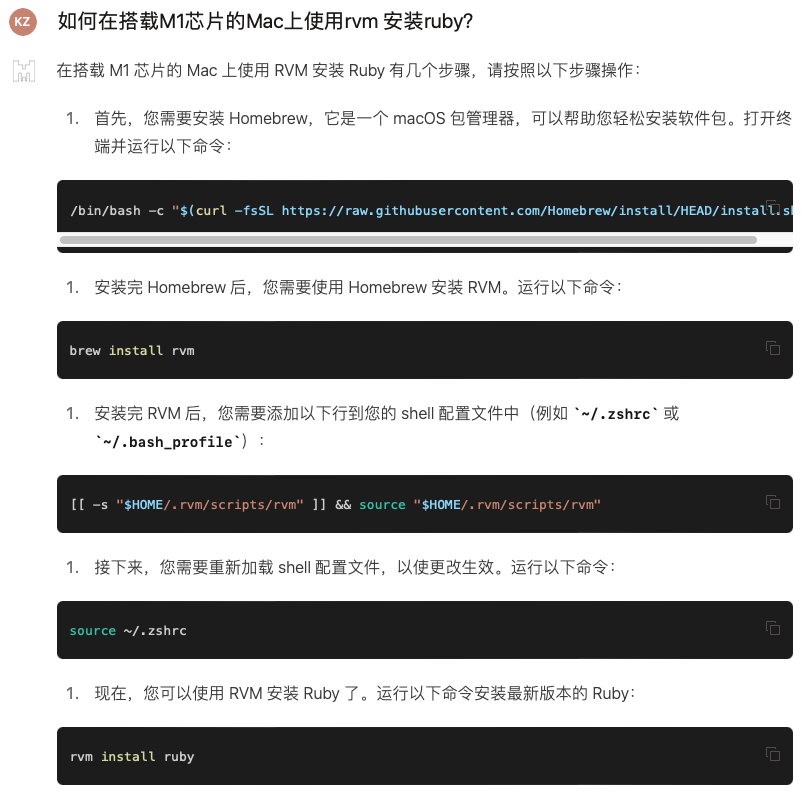 KZ
如何在搭载M1芯片的Mac上使用rvm 安装ruby?
在搭载 M1 芯片的 Mac 上使用 RVM 安装 Ruby 有几个步骤，请按照以下步骤操作：
1. 首先，您需要安装 Homebrew，它是一个 macOS 包管理器，可以帮助您轻松安装软件包。打开终
端并运行以下命令：
/bin/bash -c "$(curl -fsSL https://raw.githubusercontent.com/Homebrew/install/HEAD/install.sh
1. 安装完 Homebrew 后，您需要使用 Homebrew 安装 RVM。运行以下命令：
brew install rvm
1. 安装完 RVM 后，您需要添加以下行到您的 shell 配置文件中（例如 `~/.zshrc` 或
`~/.bash_profile`）：
[[ -s "$HOME/.rvm/scripts/rvm" ]] && source "$HOME/.rvm/scripts/rvm"
1. 接下来，您需要重新加载 shell 配置文件，以使更改生效。运行以下命令：
source ~/.zshrc
1. 现在，您可以使用 RVM 安装 Ruby 了。运行以下命令安装最新版本的 Ruby：
rvm install ruby